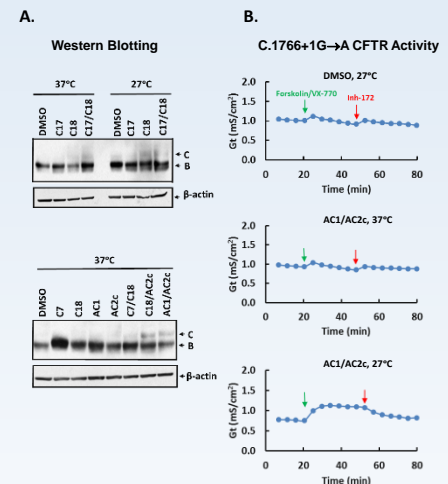 A.
Western Blotting
37°C 27°C
DMSO C17 C18 C17/C18 DMSO C17 C18 C17/C18
C
B
β-actin
37°C
DMSO C7 C18 AC1 AC2c C7/C18 C18/AC2c AC1/AC2c
C
B
β-actin
B.
C.1766+1G→A CFTR Activity
DMSO, 27°C
Forskolin/VX-770
Inh-172
Gt (mS/cm²)
2.0
1.5
1.0
0.5
0.0
0 20 40 60 80
Time (min)
AC1/AC2c, 37°C
Gt (mS/cm²)
2.0
1.5
1.0
0.5
0.0
0 20 40 60 80
Time (min)
AC1/AC2c, 27°C
Gt (mS/cm²)
2.0
1.5
1.0
0.5
0.0
0 20 40 60 80
Time (min)